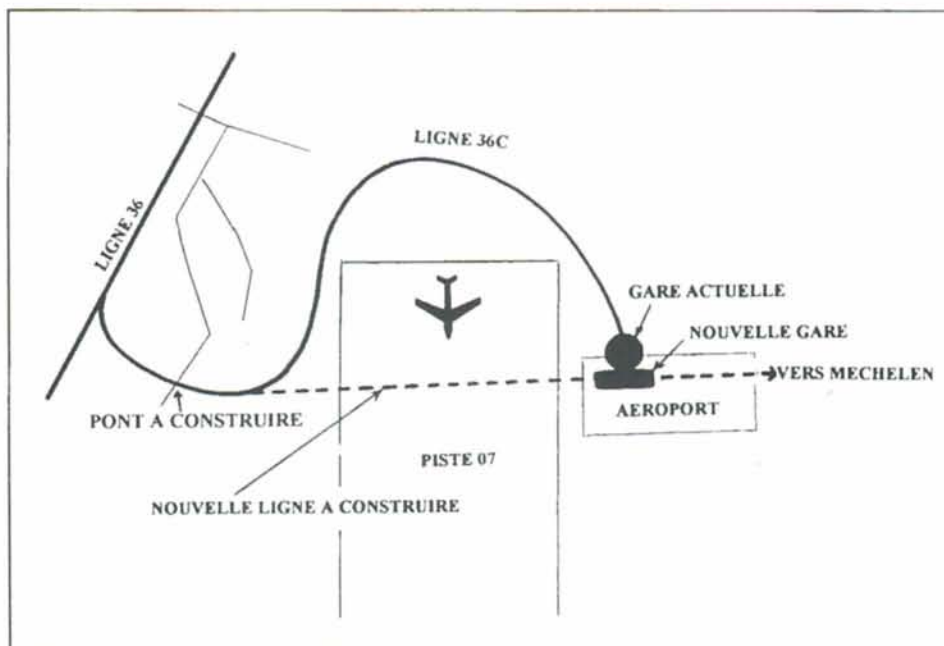 LIGNE 36C
LIGNE 36
GARE ACTUELLE
NOUVELLE GARE
VERS MECHELEN
PONT A CONSTRUIRE
AEROPORT
PISTE 07
NOUVELLE LIGNE A CONSTRUIRE